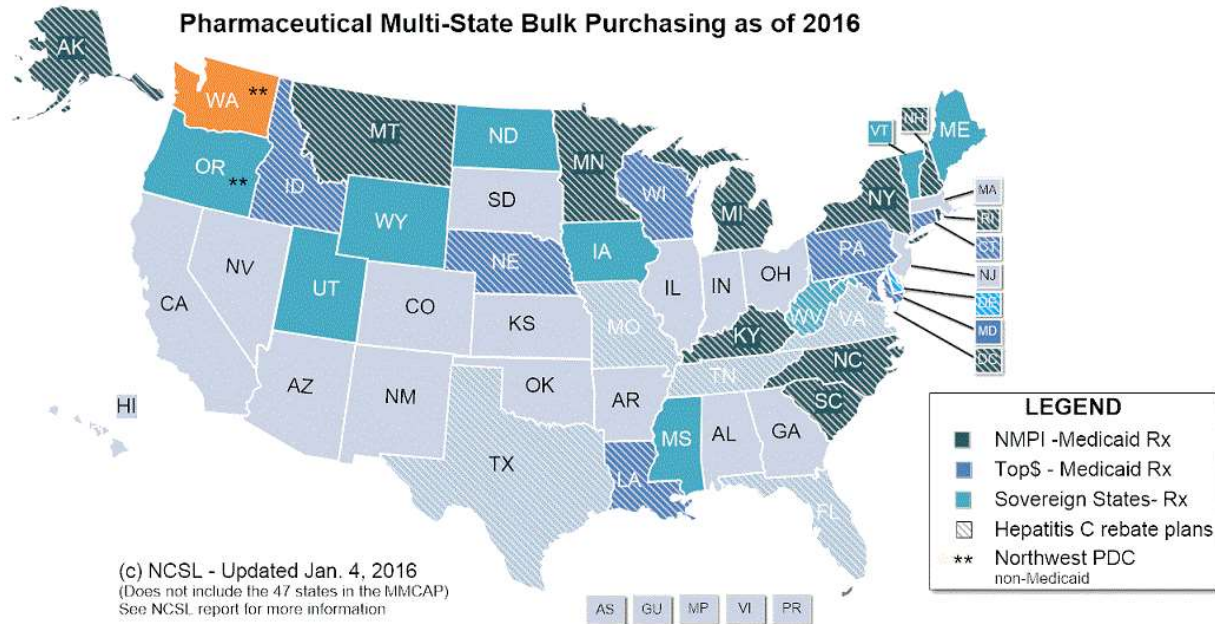 Pharmaceutical Multi-State Bulk Purchasing as of 2016
AK
WA **
MT
ND
MN
VT
NH
ME
OR **
ID
SD
WI
MI
NY
MA
RI
CT
WY
NE
IA
PA
NJ
DE
MD
DC
NV
UT
CO
CA
KS
MO
IL
IN
OH
WV
VA
KY
AZ
NM
OK
AR
TN
NC
SC
HI
TX
LA
MS
AL
GA
FL
LEGEND
NMPI -Medicaid Rx
Top$ - Medicaid Rx
Sovereign States- Rx
Hepatitis C rebate plans
** Northwest PDC
non-Medicaid
(c) NCSL - Updated Jan. 4, 2016
(Does not include the 47 states in the MMCAP)
See NCSL report for more information
AS GU MP VI PR